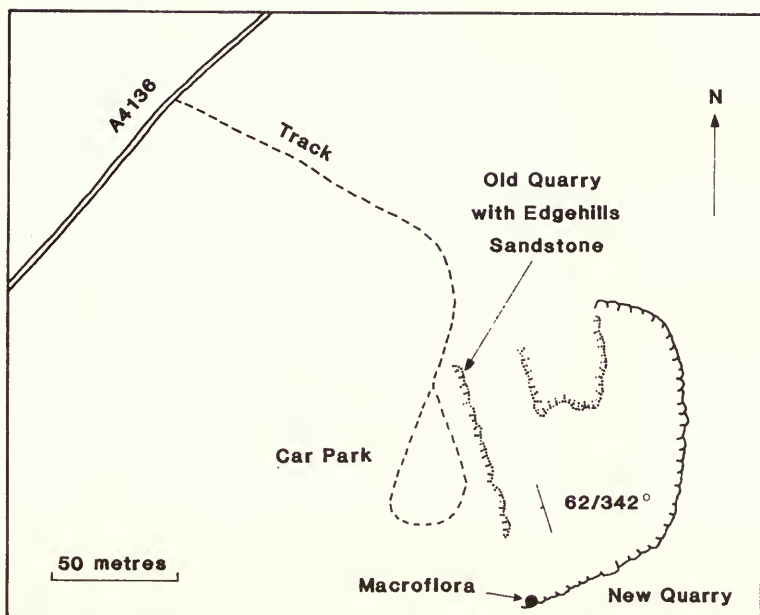 A4136
Track
N
Old Quarry
with Edgehills
Sandstone
Car Park
62/342°
50 metres
Macroflora
New Quarry